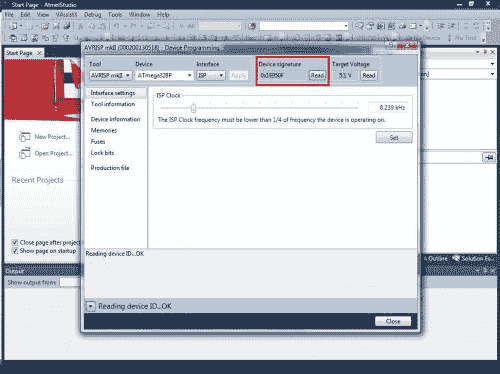 Start Page - AtmelStudio
File Edit View VAssistX Debug Tools Window Help
Start Page
AVRISP mkII (000200130518) - Device Programming
Tool Device Interface Device signature Target Voltage
AVRISP mkII ATmega328P ISP Apply 0x1E950F Read 5.1 V Read
Interface settings
Tool information
Device information
Memories
Fuses
Lock bits
Production file
ISP Clock
8.239 kHz
The ISP Clock frequency must be lower than 1/4 of frequency the device is operating on.
Set
New Project...
Open Project...
Recent Projects
Close page after project
Show page on startup
Reading device ID...OK
Outline Solution Ex...
Output
Show output from:
Reading device ID...OK
Close